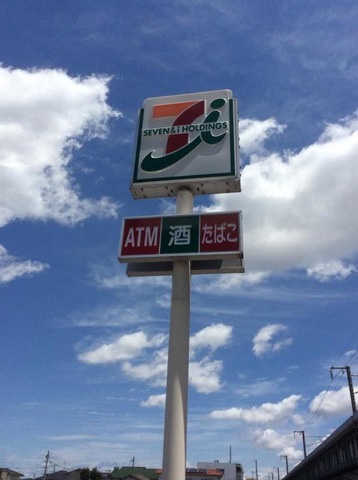 SEVEN&i HOLDINGS
ATM 酒 たばこ